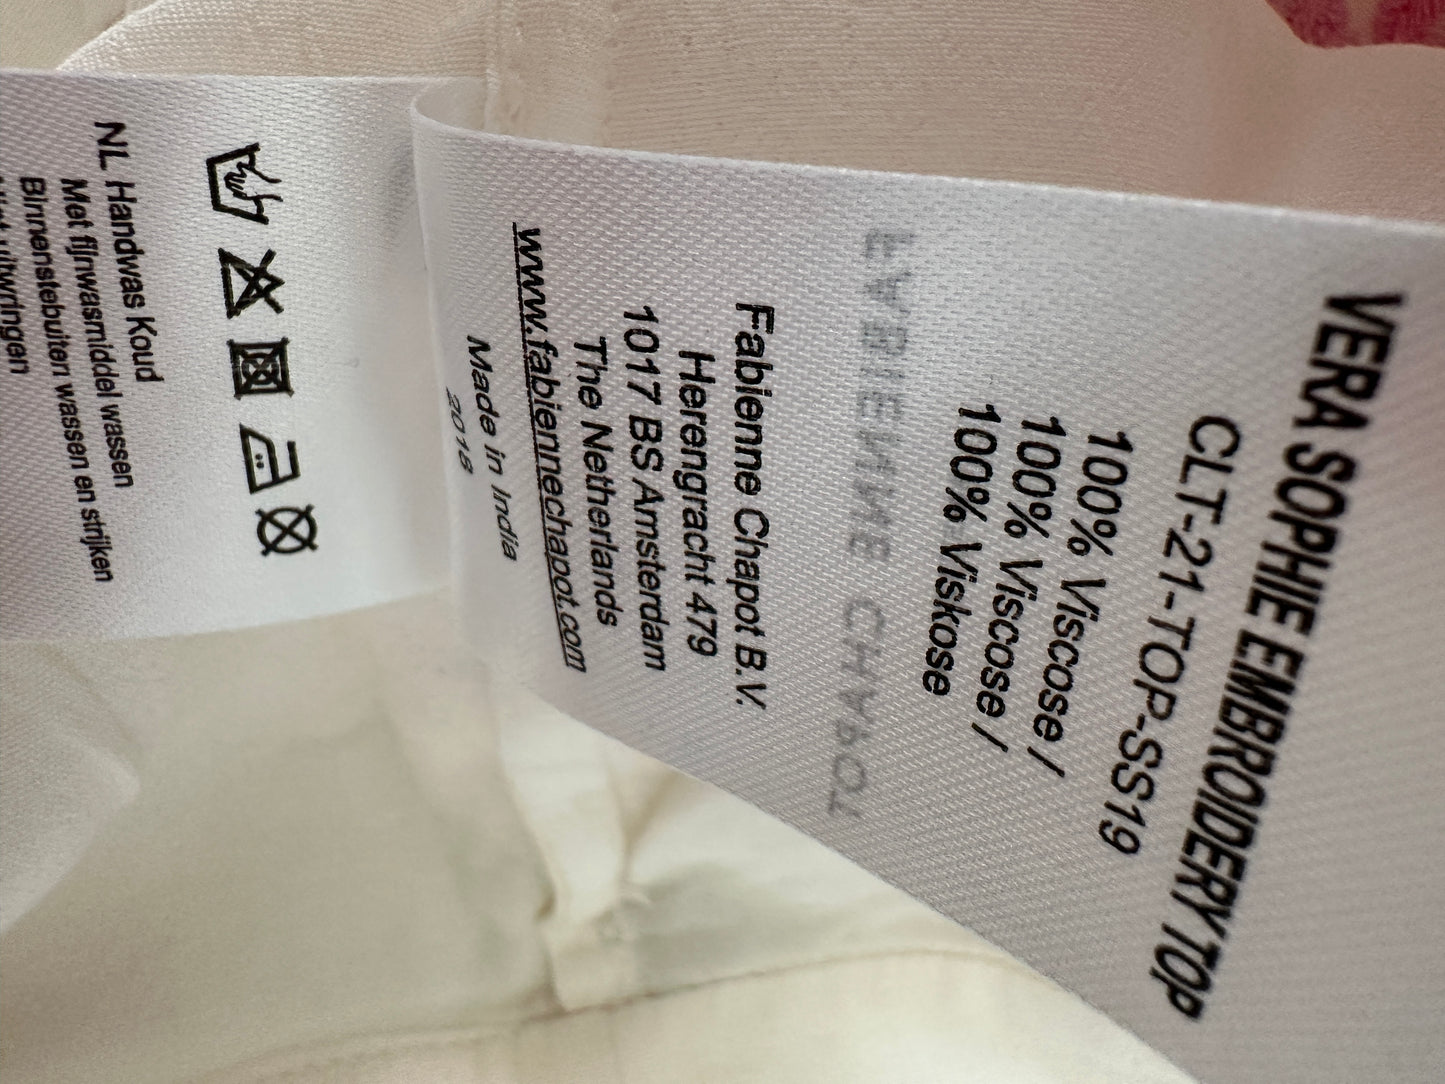 VERA SOPHIE EMBROIDERY TOP
CLT-21-TOP-SS19
100% Viscose /
100% Viscose /
100% Viskose
FABIENNE CHAPOT
Fabienne Chapot B.V.
Herengracht 479
1017 BS Amsterdam
The Netherlands
www.fabiennechapot.com
Made in India
2018
NL Handwas Koud
Met fijnwasmiddel wassen
Binnenstebuiten wassen en strijken
uitwringen